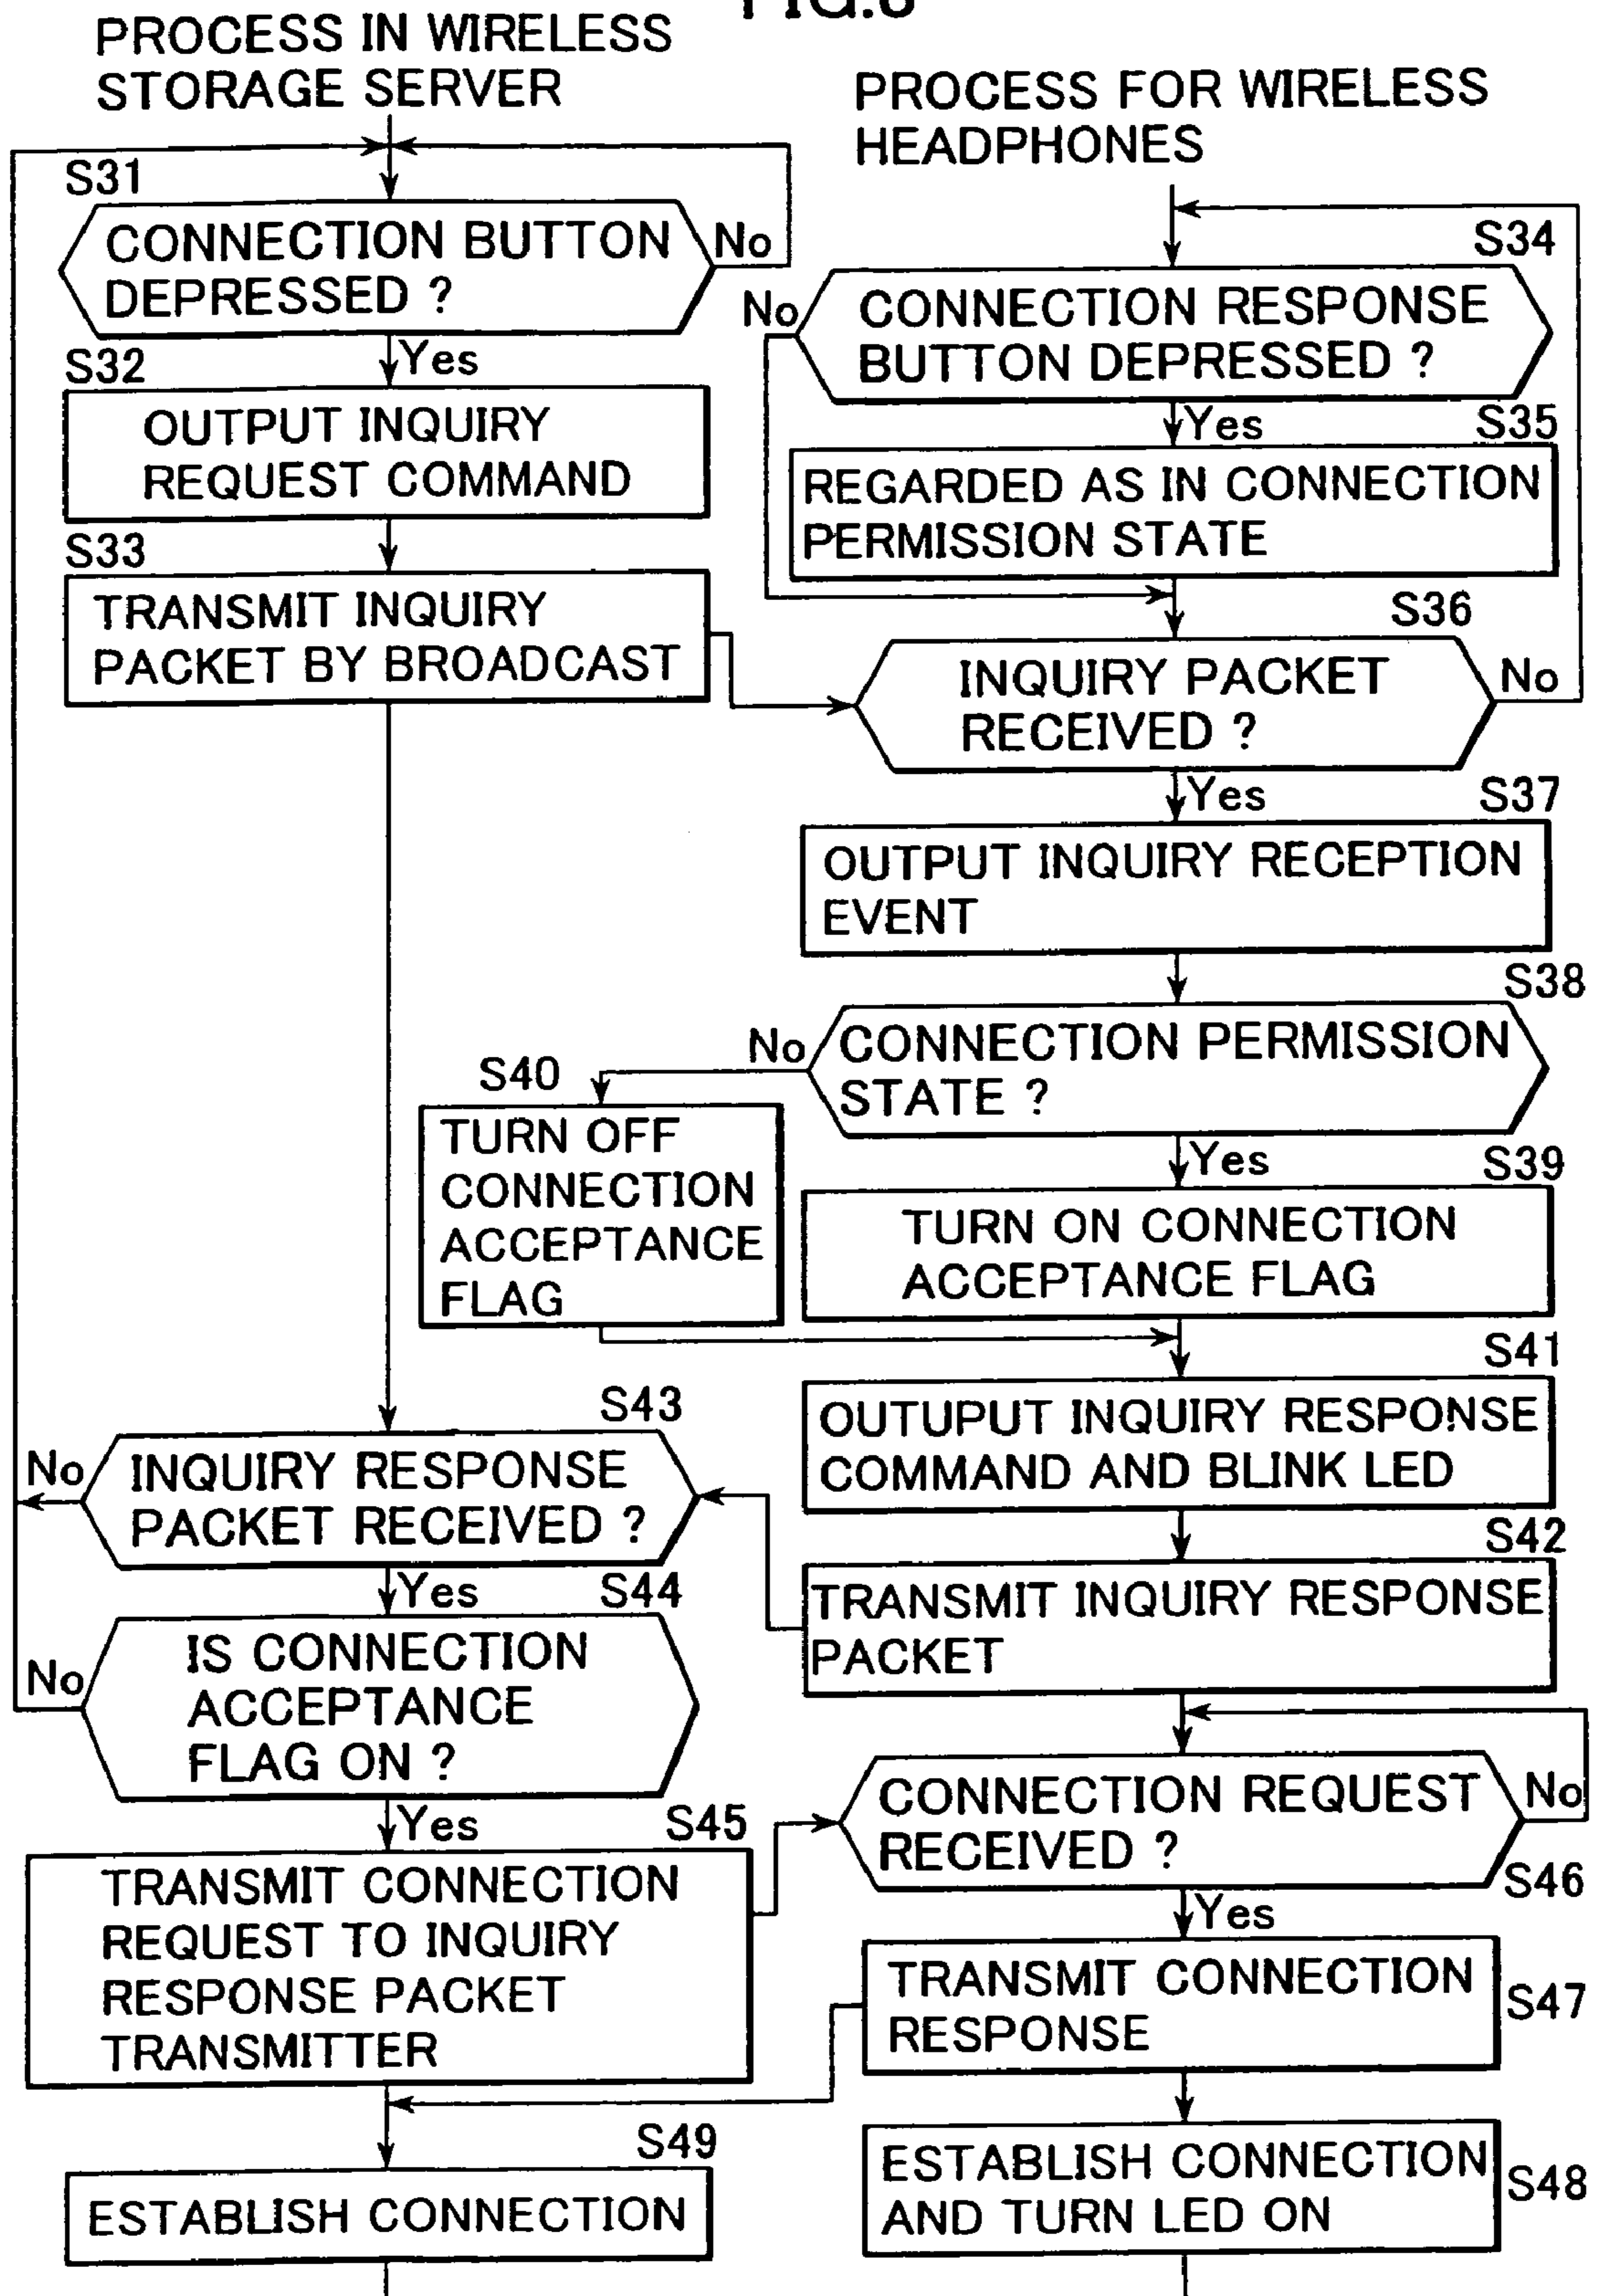 FIG.8
PROCESS IN WIRELESS
STORAGE SERVER
PROCESS FOR WIRELESS
HEADPHONES
S31
CONNECTION BUTTON
DEPRESSED ?
No
Yes
S32
OUTPUT INQUIRY
REQUEST COMMAND
S33
TRANSMIT INQUIRY
PACKET BY BROADCAST
S34
No
CONNECTION RESPONSE
BUTTON DEPRESSED ?
Yes
S35
REGARDED AS IN CONNECTION
PERMISSION STATE
S36
INQUIRY PACKET
RECEIVED ?
No
Yes
S37
OUTPUT INQUIRY RECEPTION
EVENT
S38
No
CONNECTION PERMISSION
STATE ?
S40
TURN OFF
CONNECTION
ACCEPTANCE
FLAG
Yes
S39
TURN ON CONNECTION
ACCEPTANCE FLAG
S41
OUTUPUT INQUIRY RESPONSE
COMMAND AND BLINK LED
S42
TRANSMIT INQUIRY RESPONSE
PACKET
S43
No
INQUIRY RESPONSE
PACKET RECEIVED ?
Yes
S44
No
IS CONNECTION
ACCEPTANCE
FLAG ON ?
Yes
S45
TRANSMIT CONNECTION
REQUEST TO INQUIRY
RESPONSE PACKET
TRANSMITTER
CONNECTION REQUEST
RECEIVED ?
No
S46
Yes
TRANSMIT CONNECTION
RESPONSE
S47
S49
ESTABLISH CONNECTION
ESTABLISH CONNECTION
AND TURN LED ON
S48